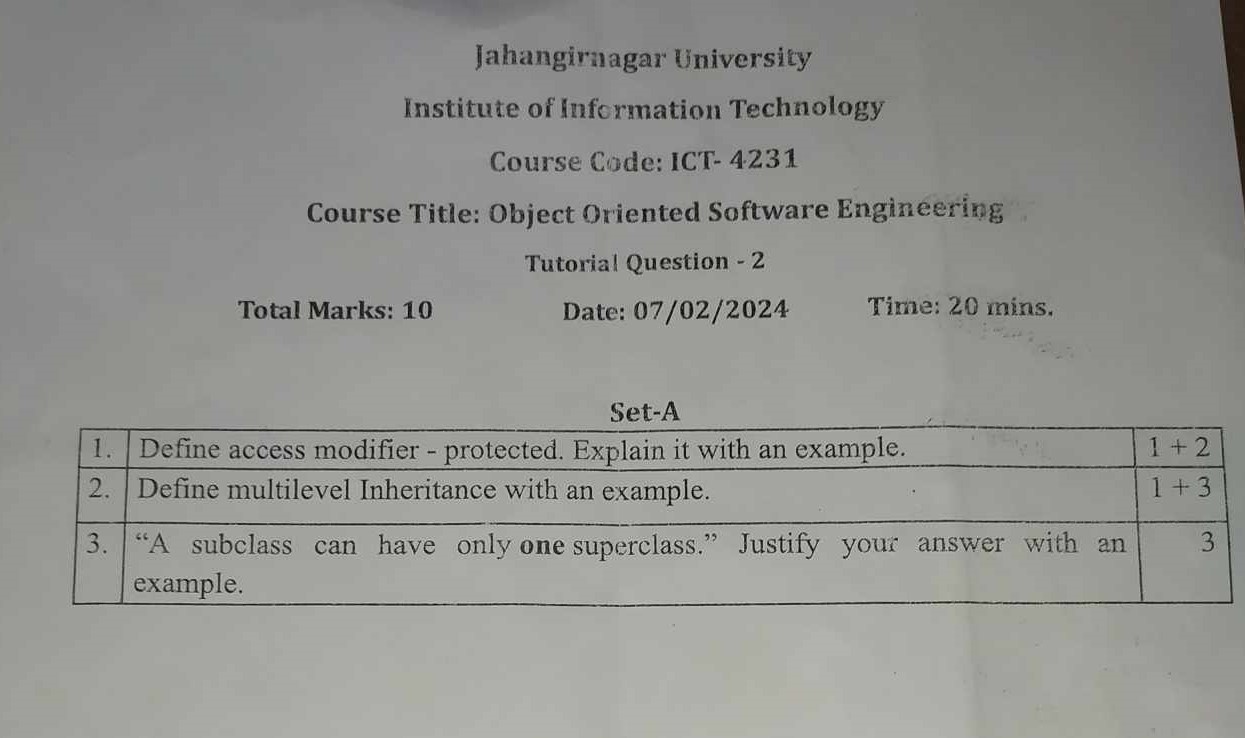 Jahangirnagar University
Institute of Information Technology
Course Code: ICT- 4231
Course Title: Object Oriented Software Engineering
Tutorial Question - 2
Total Marks: 10 Date: 07/02/2024 Time: 20 mins.
Set-A
1. Define access modifier - protected. Explain it with an example. 1 + 2
2. Define multilevel Inheritance with an example. 1 + 3
3. “A subclass can have only one superclass.” Justify your answer with an 3
example.